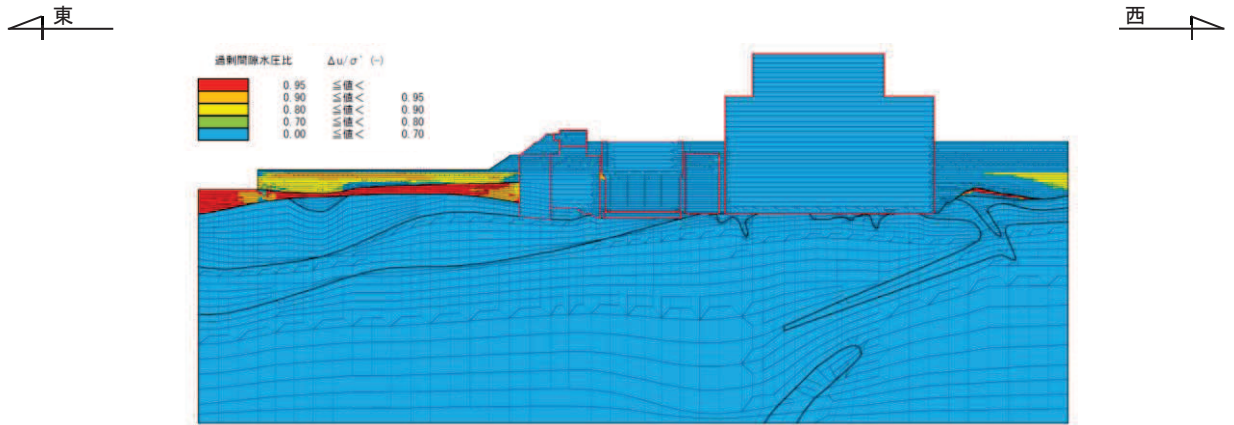 東
西
過剰間隙水圧比 Δu/σ' (-)
0.95 ≦値<
0.90 ≦値< 0.95
0.80 ≦値< 0.90
0.70 ≦値< 0.80
0.00 ≦値< 0.70